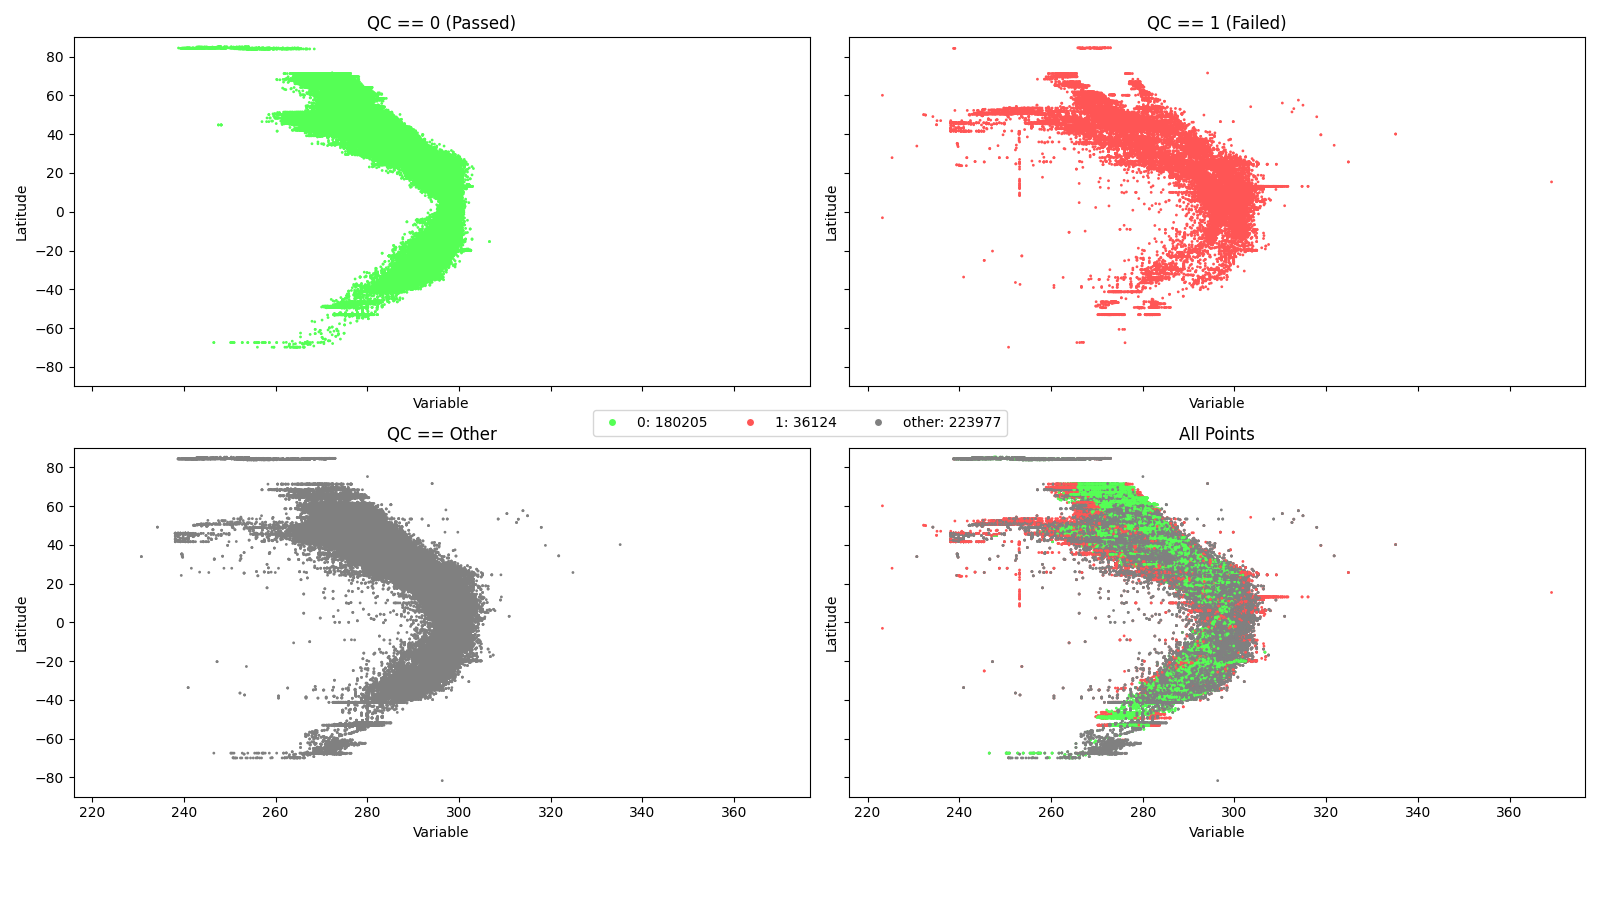 QC == 0 (Passed)
QC == 1 (Failed)
80
60
40
20
0
−20
−40
−60
−80
Latitude
Latitude
Variable
Variable
0: 180205
1: 36124
other: 223977
QC == Other
All Points
80
60
40
20
0
−20
−40
−60
−80
Latitude
Latitude
220
240
260
280
300
320
340
360
220
240
260
280
300
320
340
360
Variable
Variable